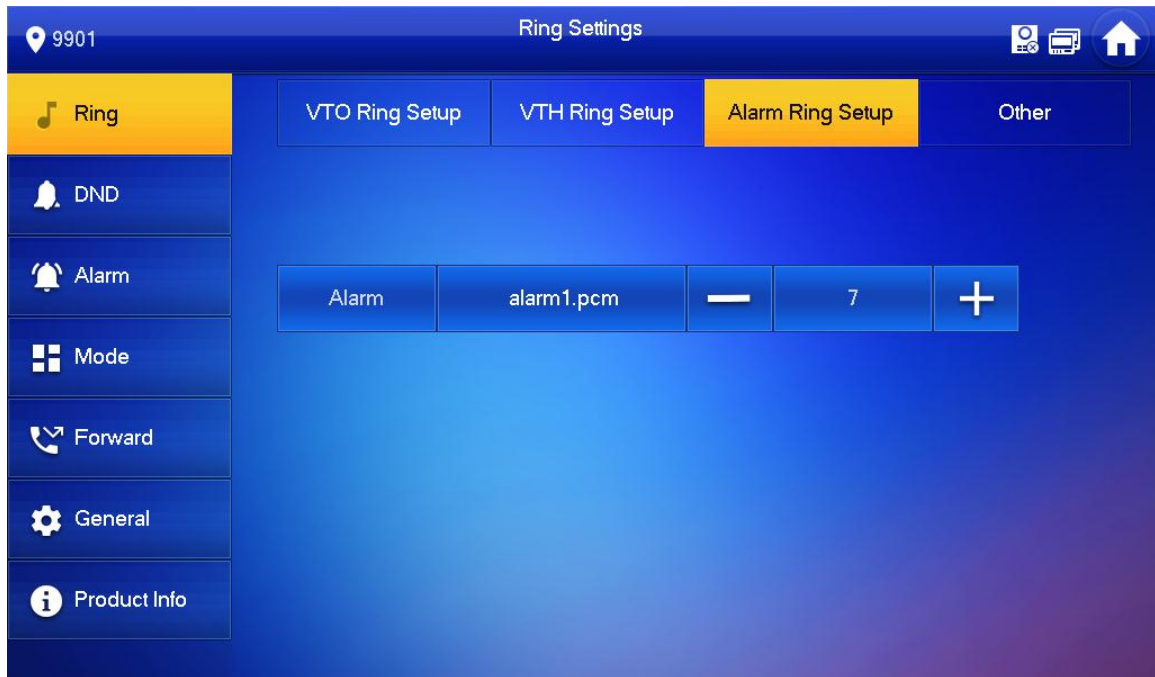 9901
Ring Settings
Ring
DND
Alarm
Mode
Forward
General
Product Info
VTO Ring Setup
VTH Ring Setup
Alarm Ring Setup
Other
Alarm
alarm1.pcm
7